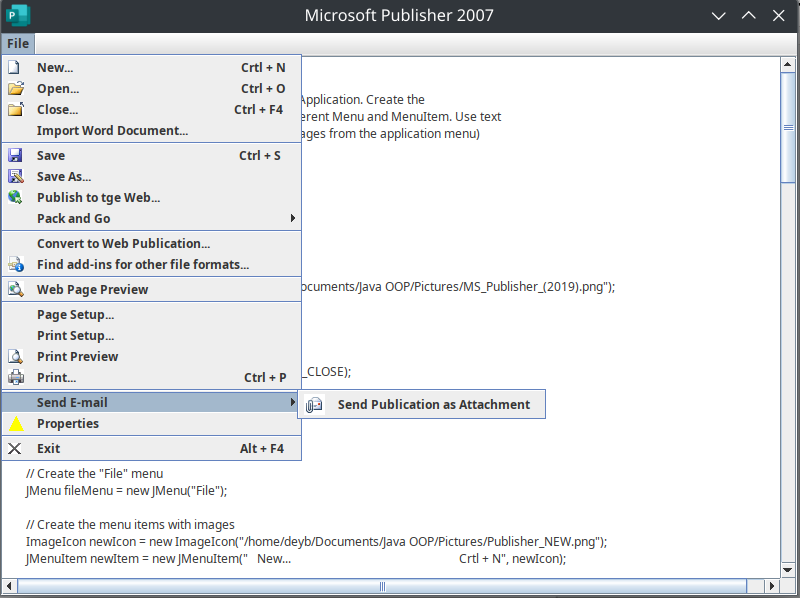 Microsoft Publisher 2007
File
New... Crtl + N
Open... Ctrl + O
Close... Ctrl + F4
Import Word Document...
Save Ctrl + S
Save As...
Publish to tge Web...
Pack and Go
Convert to Web Publication...
Find add-ins for other file formats...
Web Page Preview
Page Setup...
Print Setup...
Print Preview
Print... Ctrl + P
Send E-mail
Properties
Exit Alt + F4
Send Publication as Attachment
Application. Create the
erent Menu and MenuItem. Use text
ages from the application menu)
ocuments/Java OOP/Pictures/MS_Publisher_(2019).png");
_CLOSE);
// Create the "File" menu
JMenu fileMenu = new JMenu("File");
// Create the menu items with images
ImageIcon newIcon = new ImageIcon("/home/deyb/Documents/Java OOP/Pictures/Publisher_NEW.png");
JMenuItem newItem = new JMenuItem("   New...                                                  Crtl + N", newIcon);